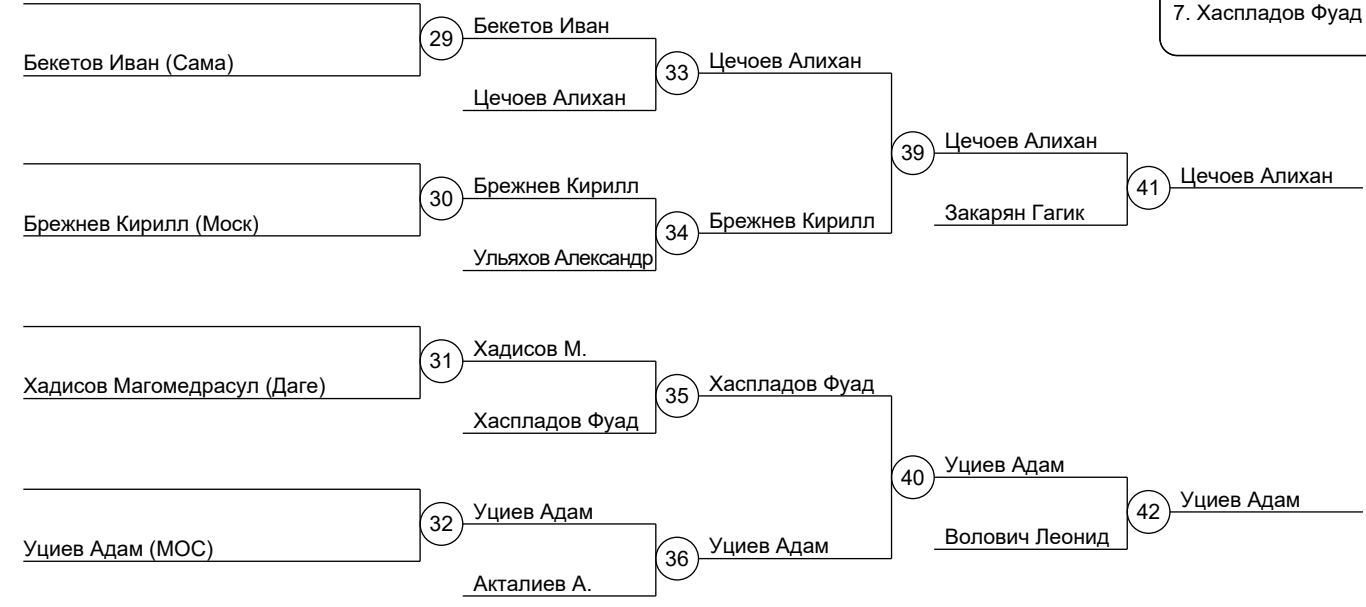 7. Хаспладов Фуад
Бекетов Иван (Сама)
29
Бекетов Иван
Цечоев Алихан
33
Цечоев Алихан
Брежнев Кирилл (Моск)
30
Брежнев Кирилл
Ульяхов Александр
34
Брежнев Кирилл
39
Цечоев Алихан
Закарян Гагик
41
Цечоев Алихан
Хадисов Магомедрасул (Даге)
31
Хадисов М.
Хаспладов Фуад
35
Хаспладов Фуад
Уциев Адам (МОС)
32
Уциев Адам
Акталиев А.
36
Уциев Адам
40
Уциев Адам
Волович Леонид
42
Уциев Адам